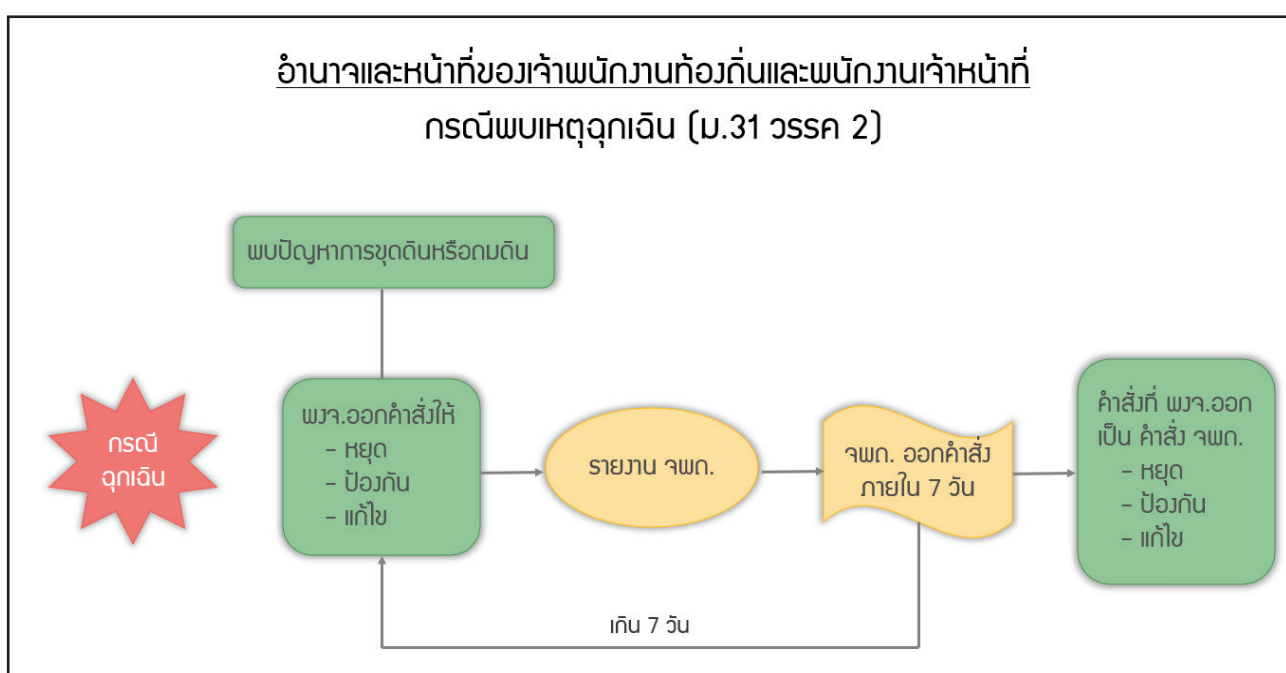 อำนาจและหน้าที่ของเจ้าพนักงานท้องถิ่นและพนักงานเจ้าหน้าที่
กรณีพบเหตุฉุกเฉิน (ม.31 วรรค 2)
พบปัญหาการขุดดินหรือถมดิน
กรณี
ฉุกเฉิน
พงจ.ออกคำสั่งให้
- หยุด
- ป้องกัน
- แก้ไข
รายงาน จพถ.
จพถ. ออกคำสั่ง
ภายใน 7 วัน
คำสั่งที่ พงจ.ออก
เป็น คำสั่ง จพถ.
- หยุด
- ป้องกัน
- แก้ไข
เกิน 7 วัน